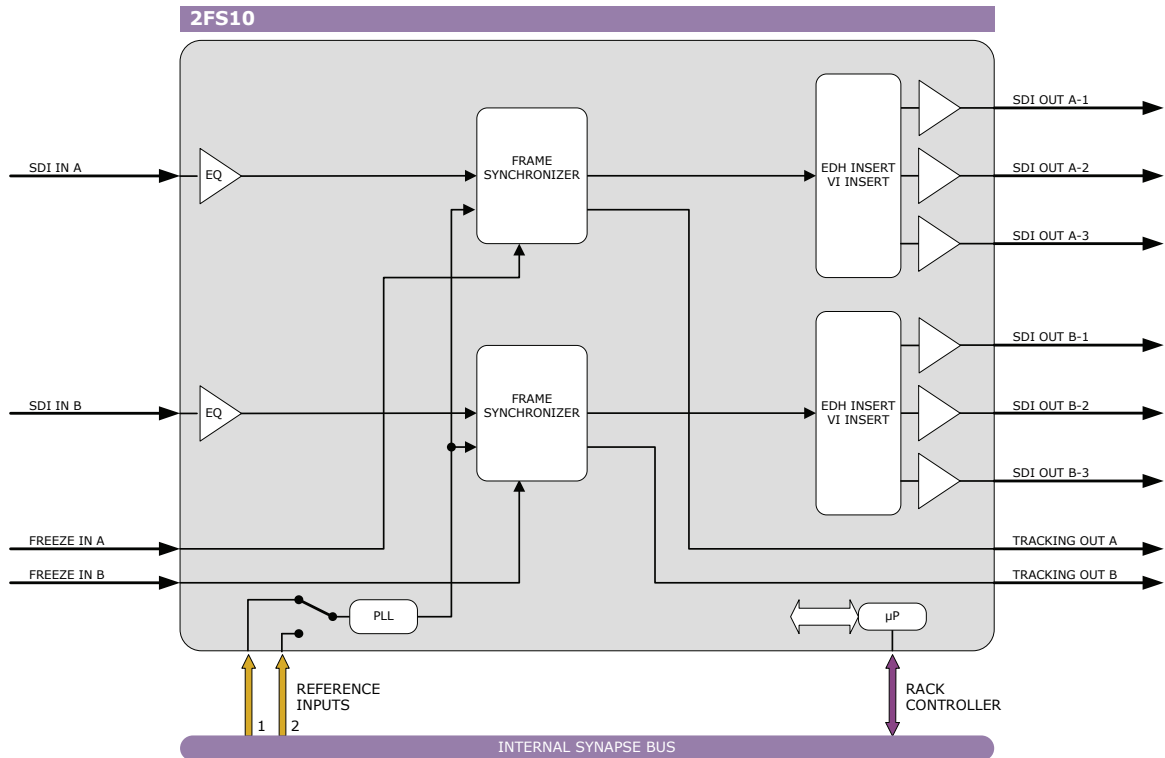 2FS10
SDI OUT A-1
SDI IN A
EQ
FRAME
SYNCHRONIZER
EDH INSERT
VI INSERT
SDI OUT A-2
SDI OUT A-3
SDI OUT B-1
SDI IN B
EQ
FRAME
SYNCHRONIZER
EDH INSERT
VI INSERT
SDI OUT B-2
SDI OUT B-3
FREEZE IN A
TRACKING OUT A
FREEZE IN B
TRACKING OUT B
PLL
µP
REFERENCE
INPUTS
1
2
RACK
CONTROLLER
INTERNAL SYNAPSE BUS